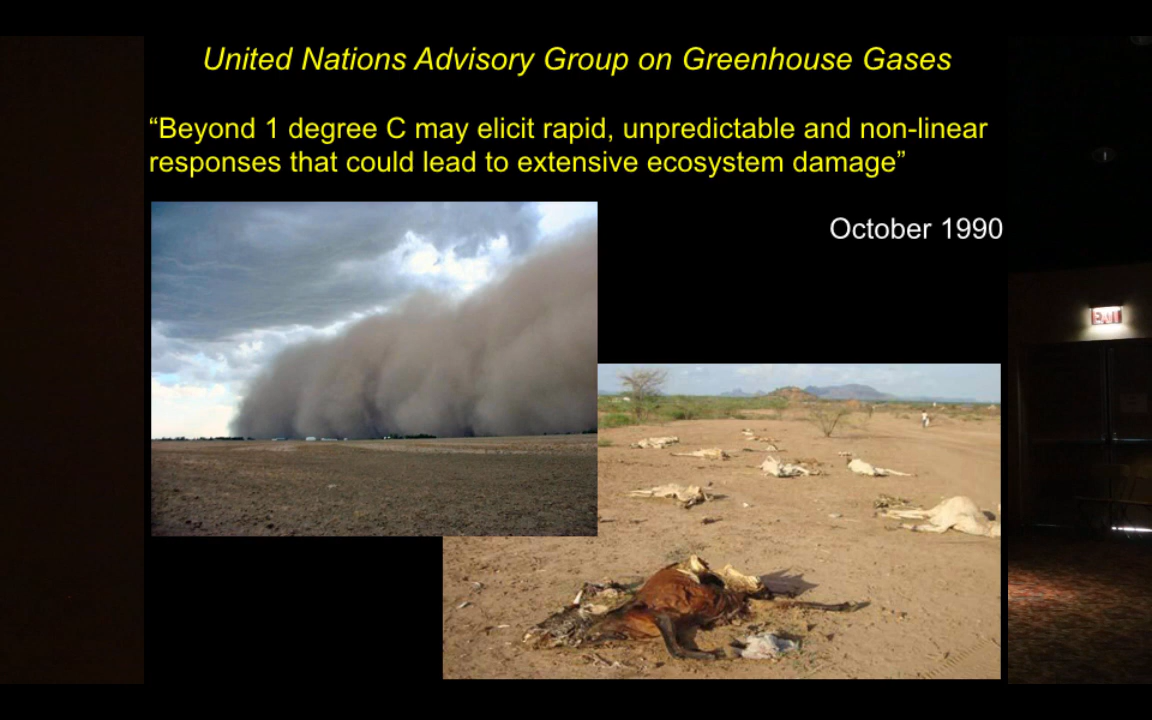 United Nations Advisory Group on Greenhouse Gases
“Beyond 1 degree C may elicit rapid, unpredictable and non-linear
responses that could lead to extensive ecosystem damage”
October 1990
EXIT